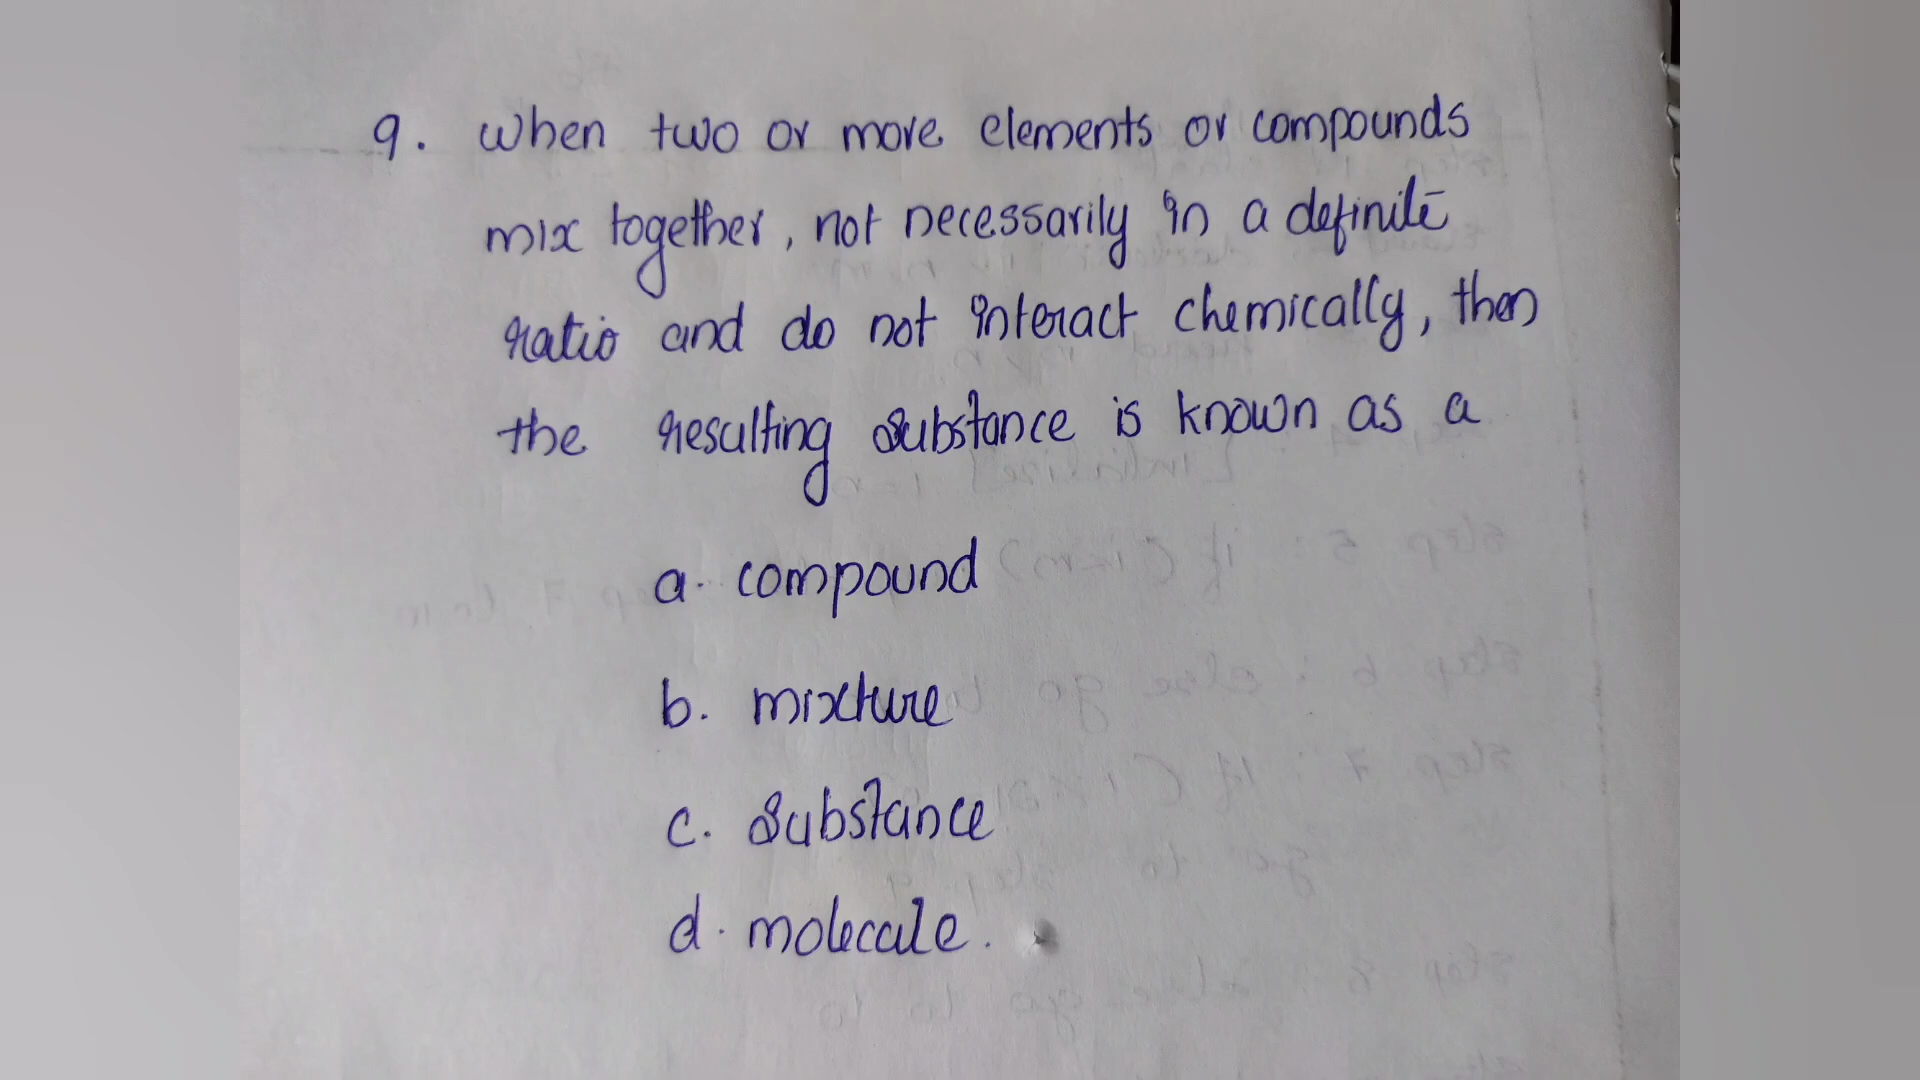 9. When two or more elements or compounds
mix together, not necessarily in a definite
ratio and do not interact chemically, then
the resulting substance is known as a
a. compound
b. mixture
c. substance
d. molecule.